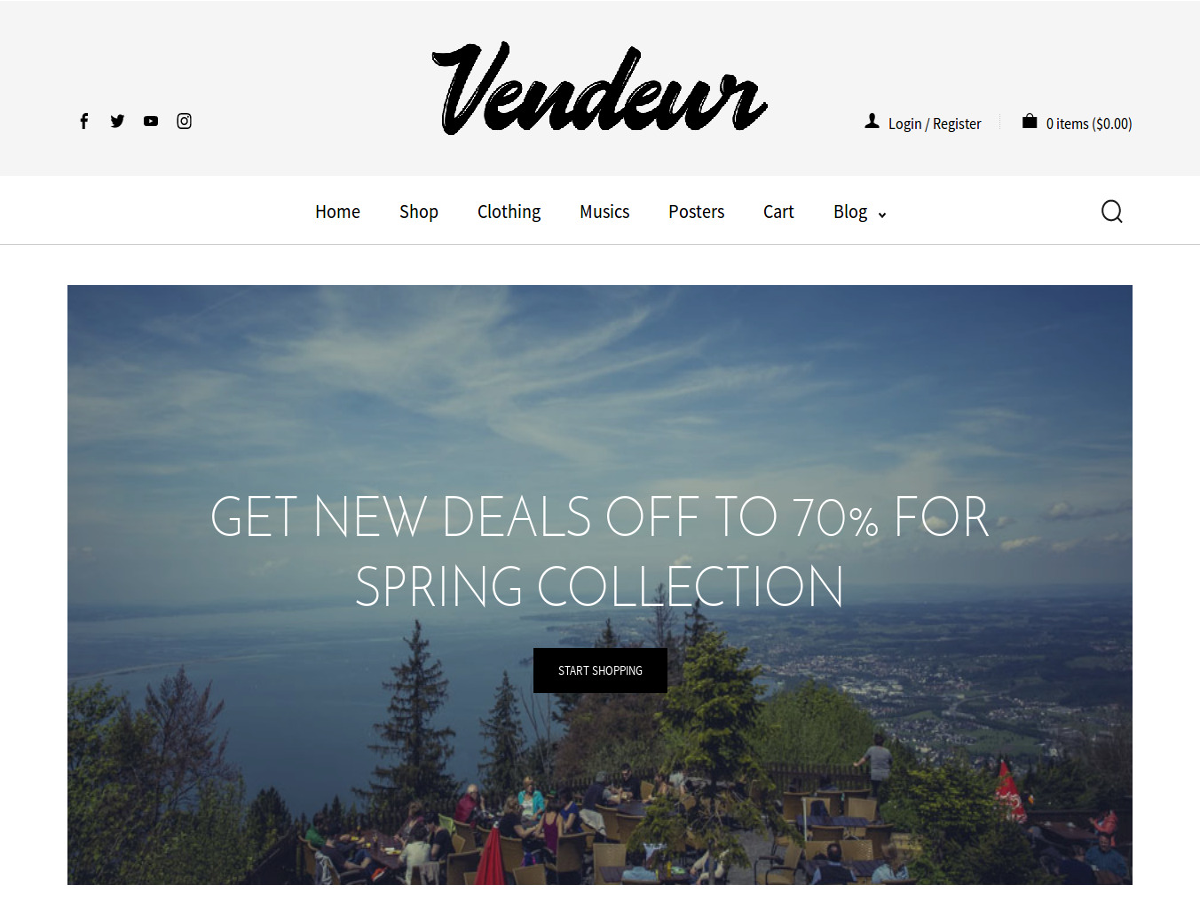 Vendeur
Login / Register
0 items ($0.00)
Home
Shop
Clothing
Musics
Posters
Cart
Blog
GET NEW DEALS OFF TO 70% FOR
SPRING COLLECTION
START SHOPPING